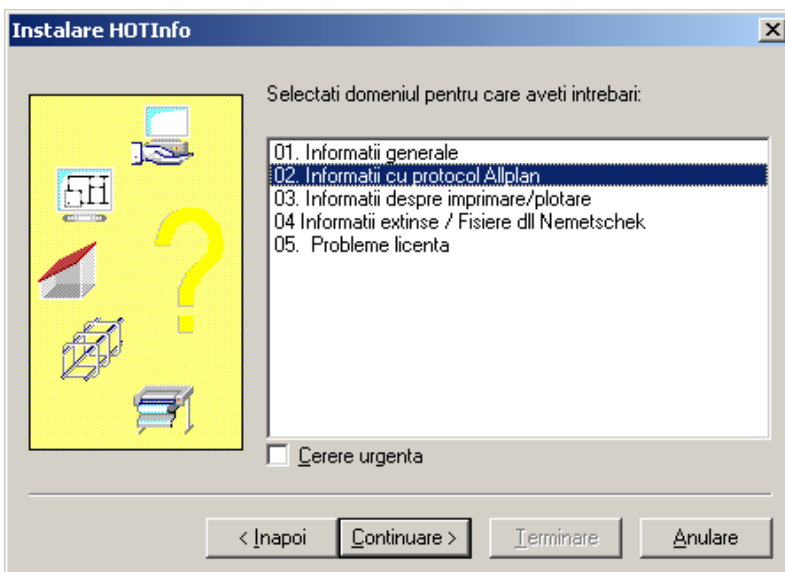 Instalare HOTInfo
Selectati domeniul pentru care aveti intrebari:
01. Informatii generale
02. Informatii cu protocol Allplan
03. Informatii despre imprimare/plotare
04 Informatii extinse / Fisiere dll Nemetschek
05.  Probleme licenta
Cerere urgenta
< Inapoi
Continuare >
Terminare
Anulare